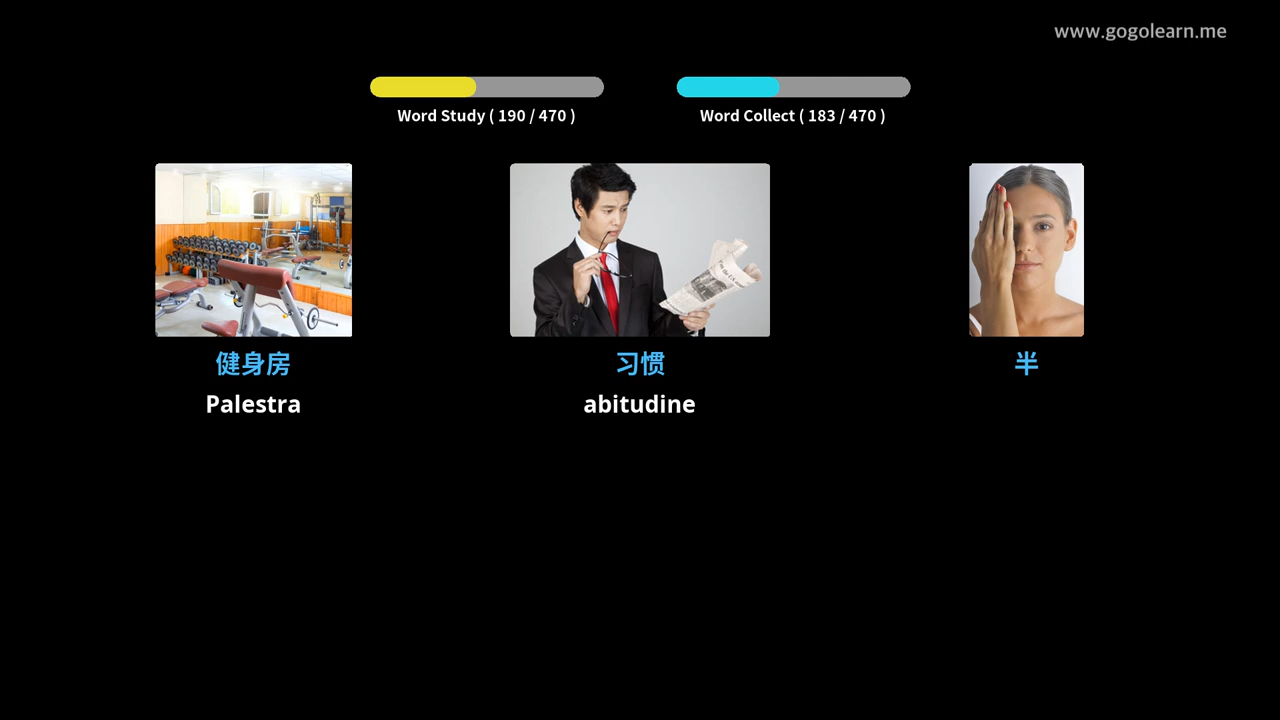 www.gogolearn.me
Word Study ( 190 / 470 )
Word Collect ( 183 / 470 )
健身房
习惯
半
Palestra
abitudine